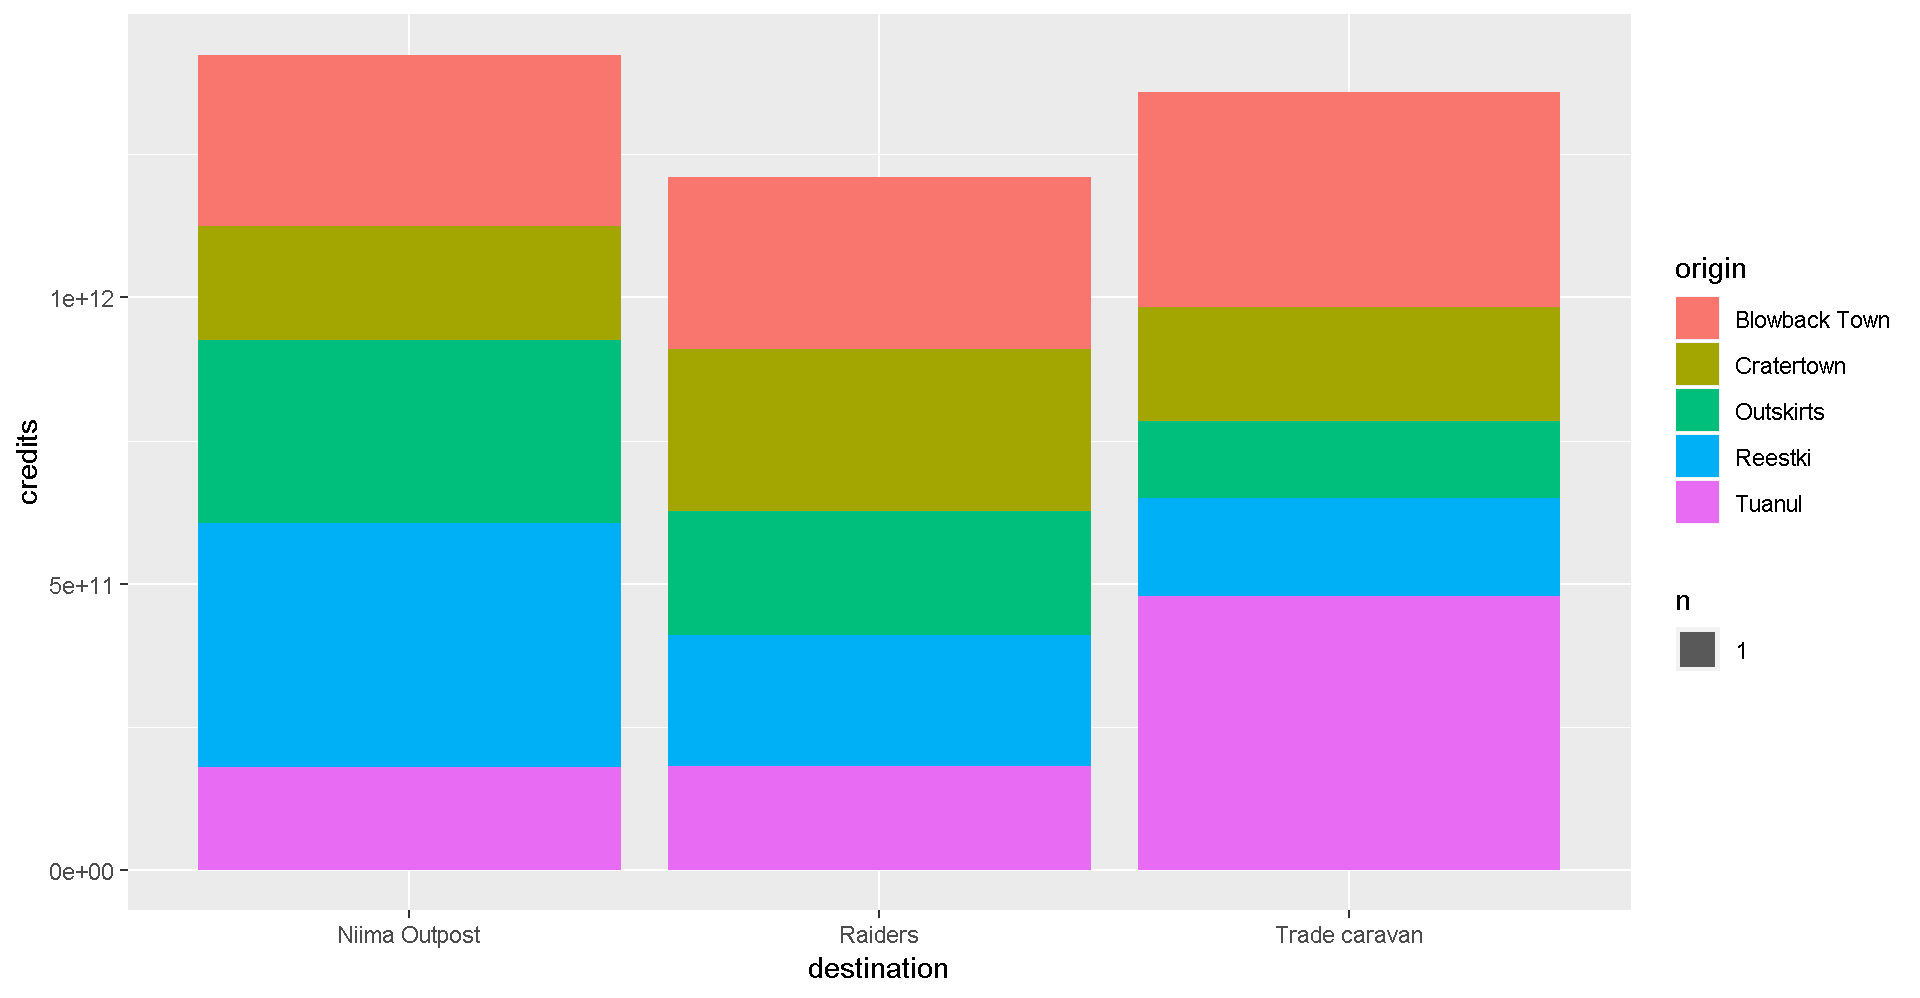 credits
1e+12
5e+11
0e+00
Niima Outpost
Raiders
Trade caravan
destination
origin
Blowback Town
Cratertown
Outskirts
Reestki
Tuanul
n
1